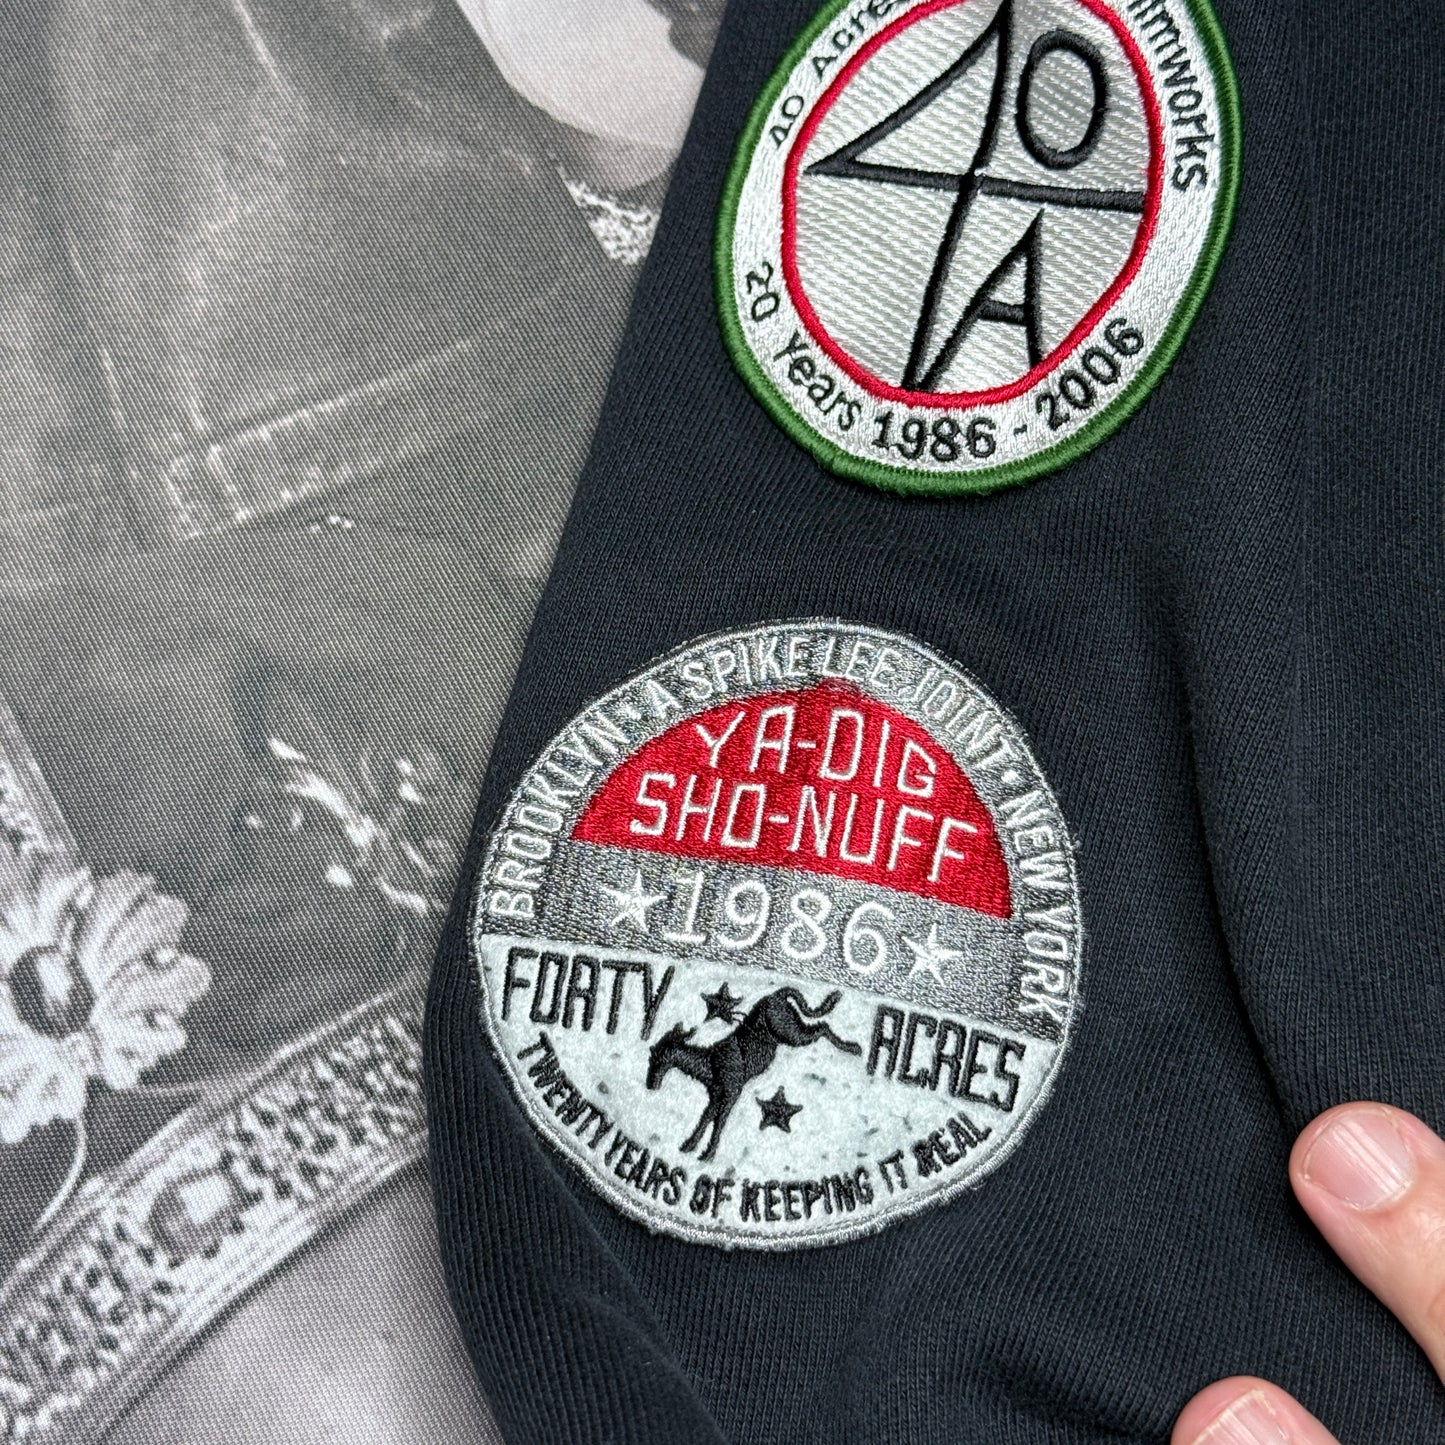 40 Acres
mmworks
40
A
20 Years 1986 - 2006
BROOKLYN • A SPIKE LEE JOINT • NEW YORK
YA-DIG
SHO-NUFF
1986
FORTY ACRES
TWENTY YEARS OF KEEPING IT REAL